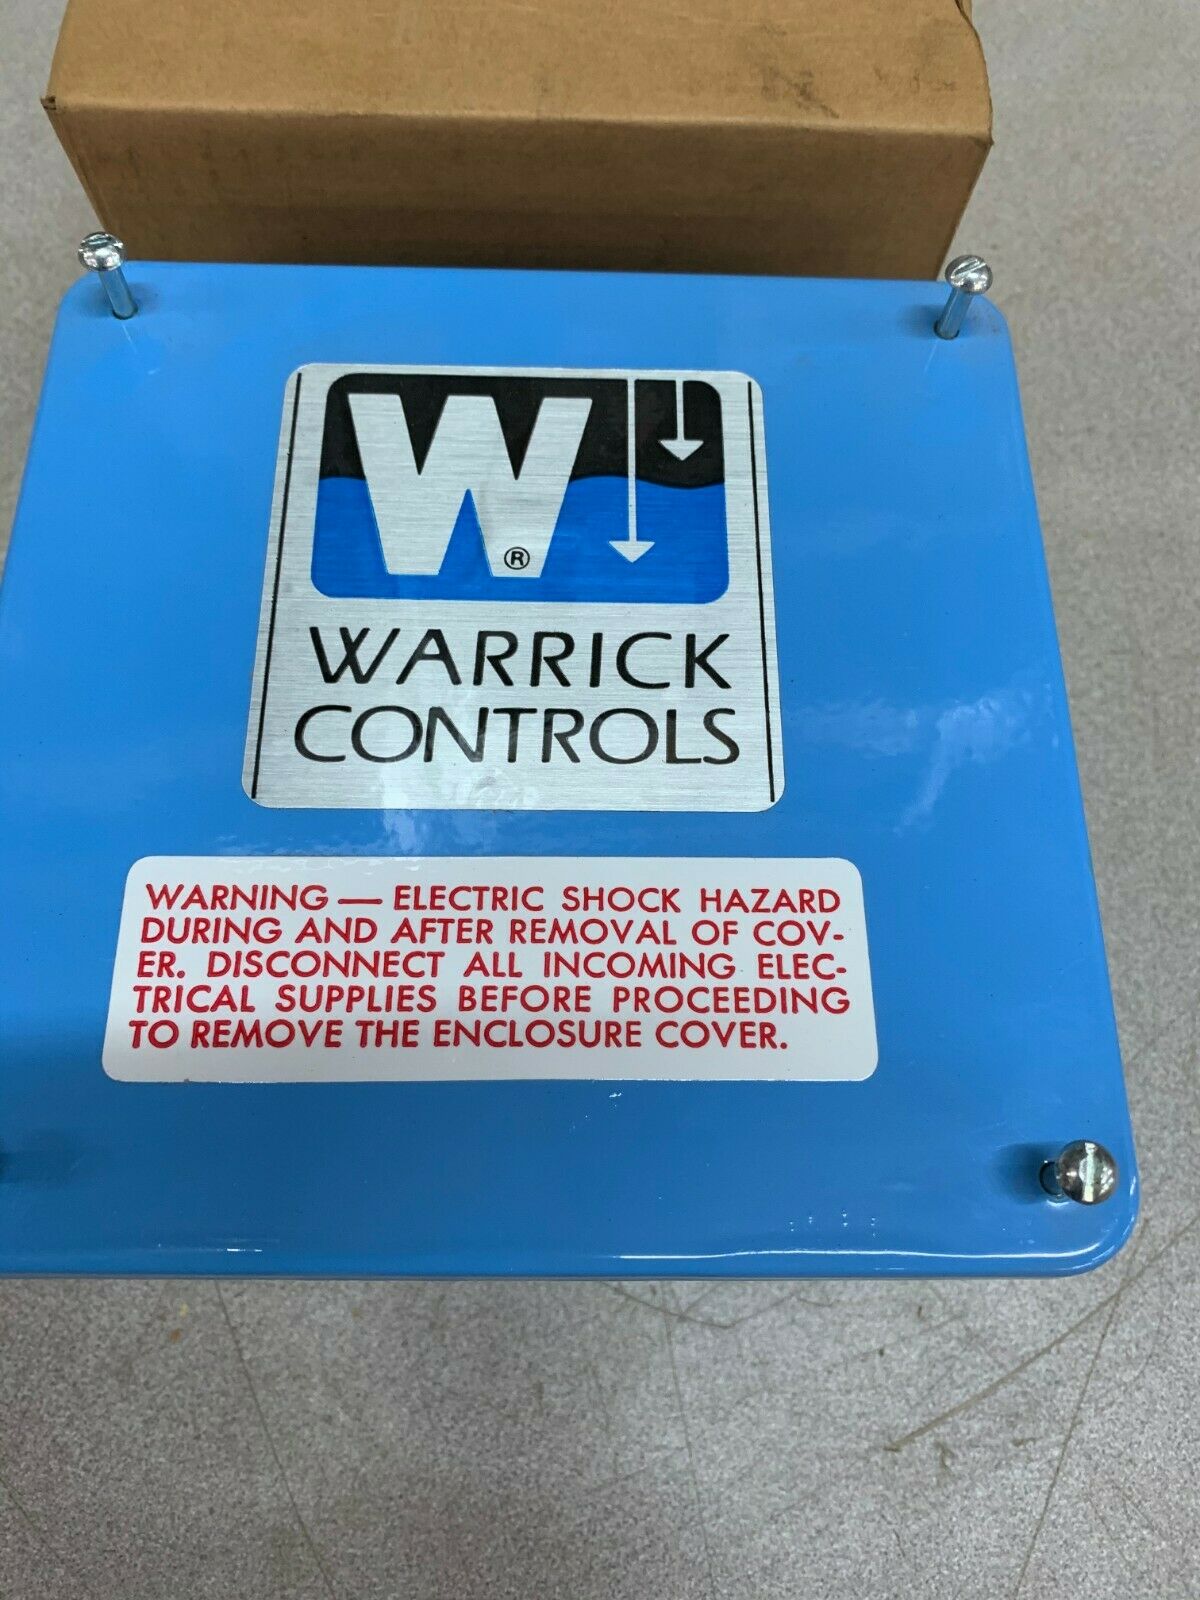 W®
WARRICK
CONTROLS
WARNING — ELECTRIC SHOCK HAZARD
DURING AND AFTER REMOVAL OF COV-
ER. DISCONNECT ALL INCOMING ELEC-
TRICAL SUPPLIES BEFORE PROCEEDING
TO REMOVE THE ENCLOSURE COVER.